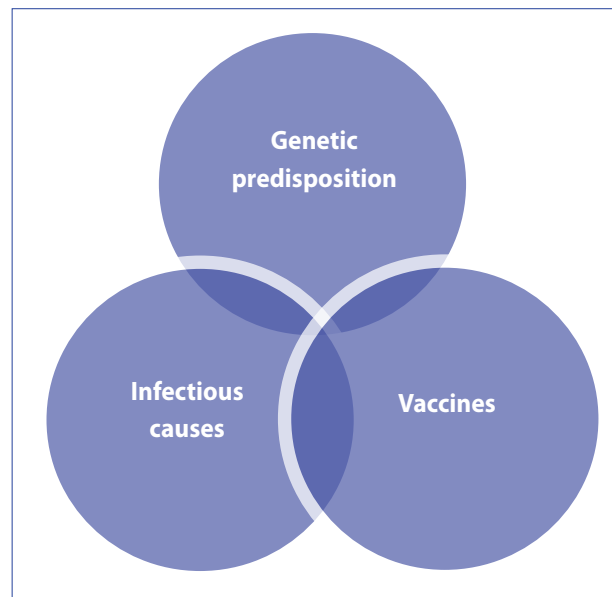 Genetic
predisposition
Infectious
causes
Vaccines